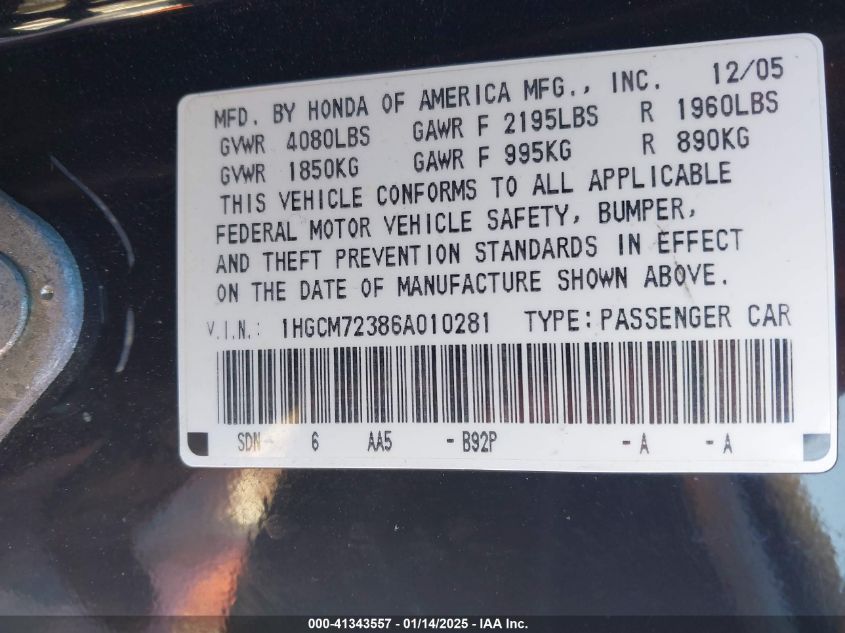 MFD. BY HONDA OF AMERICA MFG., INC. 12/05
GVWR 4080LBS GAWR F 2195LBS R 1960LBS
GVWR 1850KG GAWR F 995KG R 890KG
THIS VEHICLE CONFORMS TO ALL APPLICABLE
FEDERAL MOTOR VEHICLE SAFETY, BUMPER,
AND THEFT PREVENTION STANDARDS IN EFFECT
ON THE DATE OF MANUFACTURE SHOWN ABOVE.
V.I.N.: 1HGCM72386A010281 TYPE: PASSENGER CAR
SDN- 6 AA5 -B92P -A -A
000-41343557 - 01/14/2025 - IAA Inc.